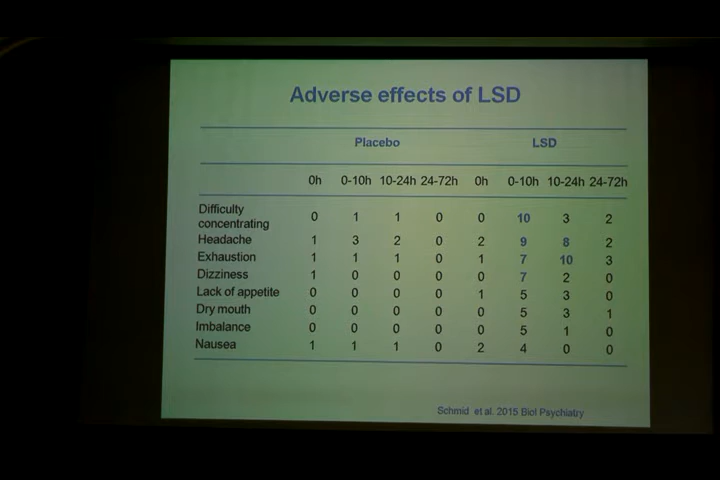 Adverse effects of LSD
Placebo LSD
0h 0-10h 10-24h 24-72h 0h 0-10h 10-24h 24-72h
Difficulty
concentrating 0 1 1 0 0 10 3 2
Headache 1 3 2 0 2 9 8 2
Exhaustion 1 1 1 0 1 7 10 3
Dizziness 1 0 0 0 0 7 2 0
Lack of appetite 0 0 0 0 1 5 3 0
Dry mouth 0 0 0 0 0 5 3 1
Imbalance 0 0 0 0 0 5 1 0
Nausea 1 1 1 0 2 4 0 0
Schmid et al. 2015 Biol Psychiatry